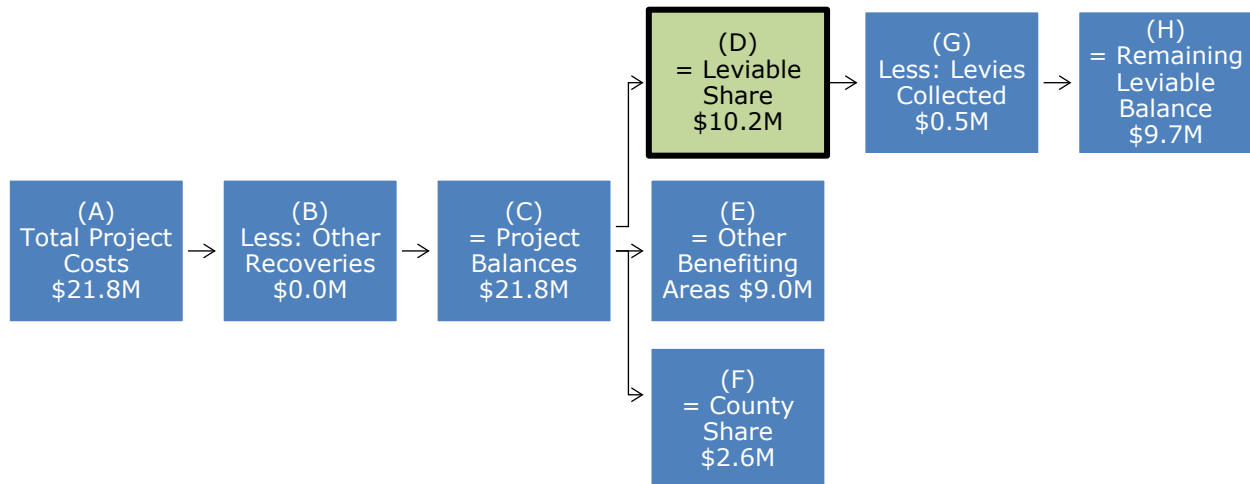 (A)
Total Project
Costs
$21.8M
(B)
Less: Other
Recoveries
$0.0M
(C)
= Project
Balances
$21.8M
(D)
= Leviable
Share
$10.2M
(E)
= Other
Benefiting
Areas $9.0M
(F)
= County
Share
$2.6M
(G)
Less: Levies
Collected
$0.5M
(H)
= Remaining
Leviable
Balance
$9.7M